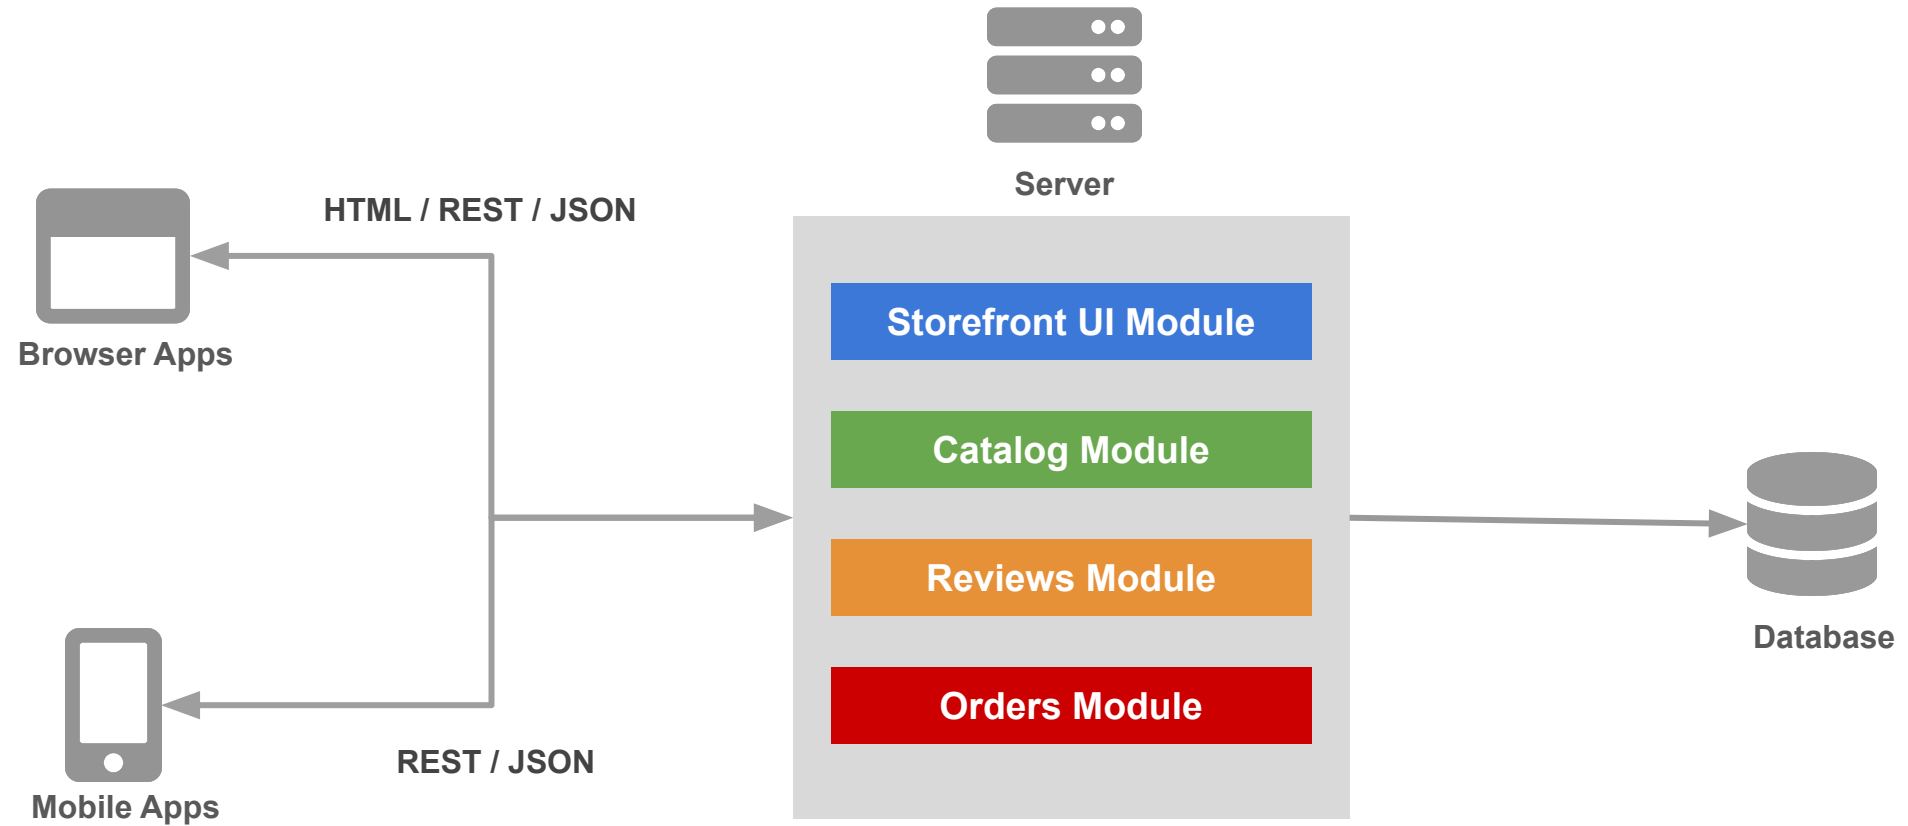 Server
HTML / REST / JSON
Browser Apps
Storefront UI Module
Catalog Module
Reviews Module
Orders Module
Database
REST / JSON
Mobile Apps